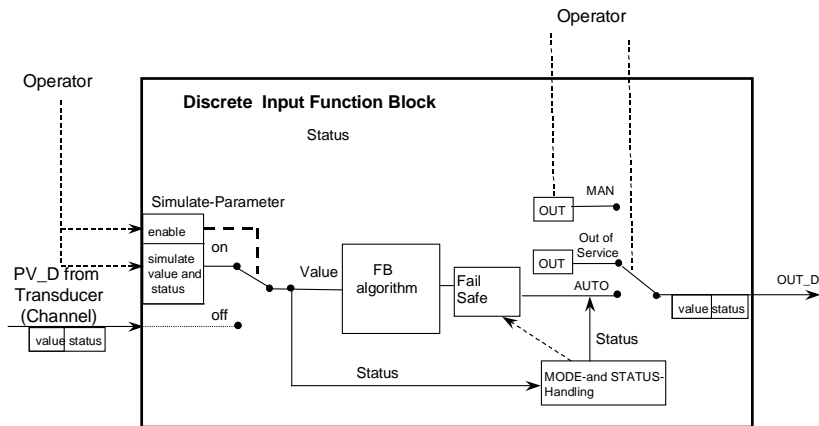 Operator
Operator
Discrete Input Function Block
Status
Simulate-Parameter
MAN
OUT
enable
on
Out of
Service
simulate
value and
status
Value
FB
algorithm
OUT
Fail
Safe
AUTO
OUT_D
PV_D from
Transducer
(Channel)
off
value status
value status
Status
Status
MODE-and STATUS-
Handling